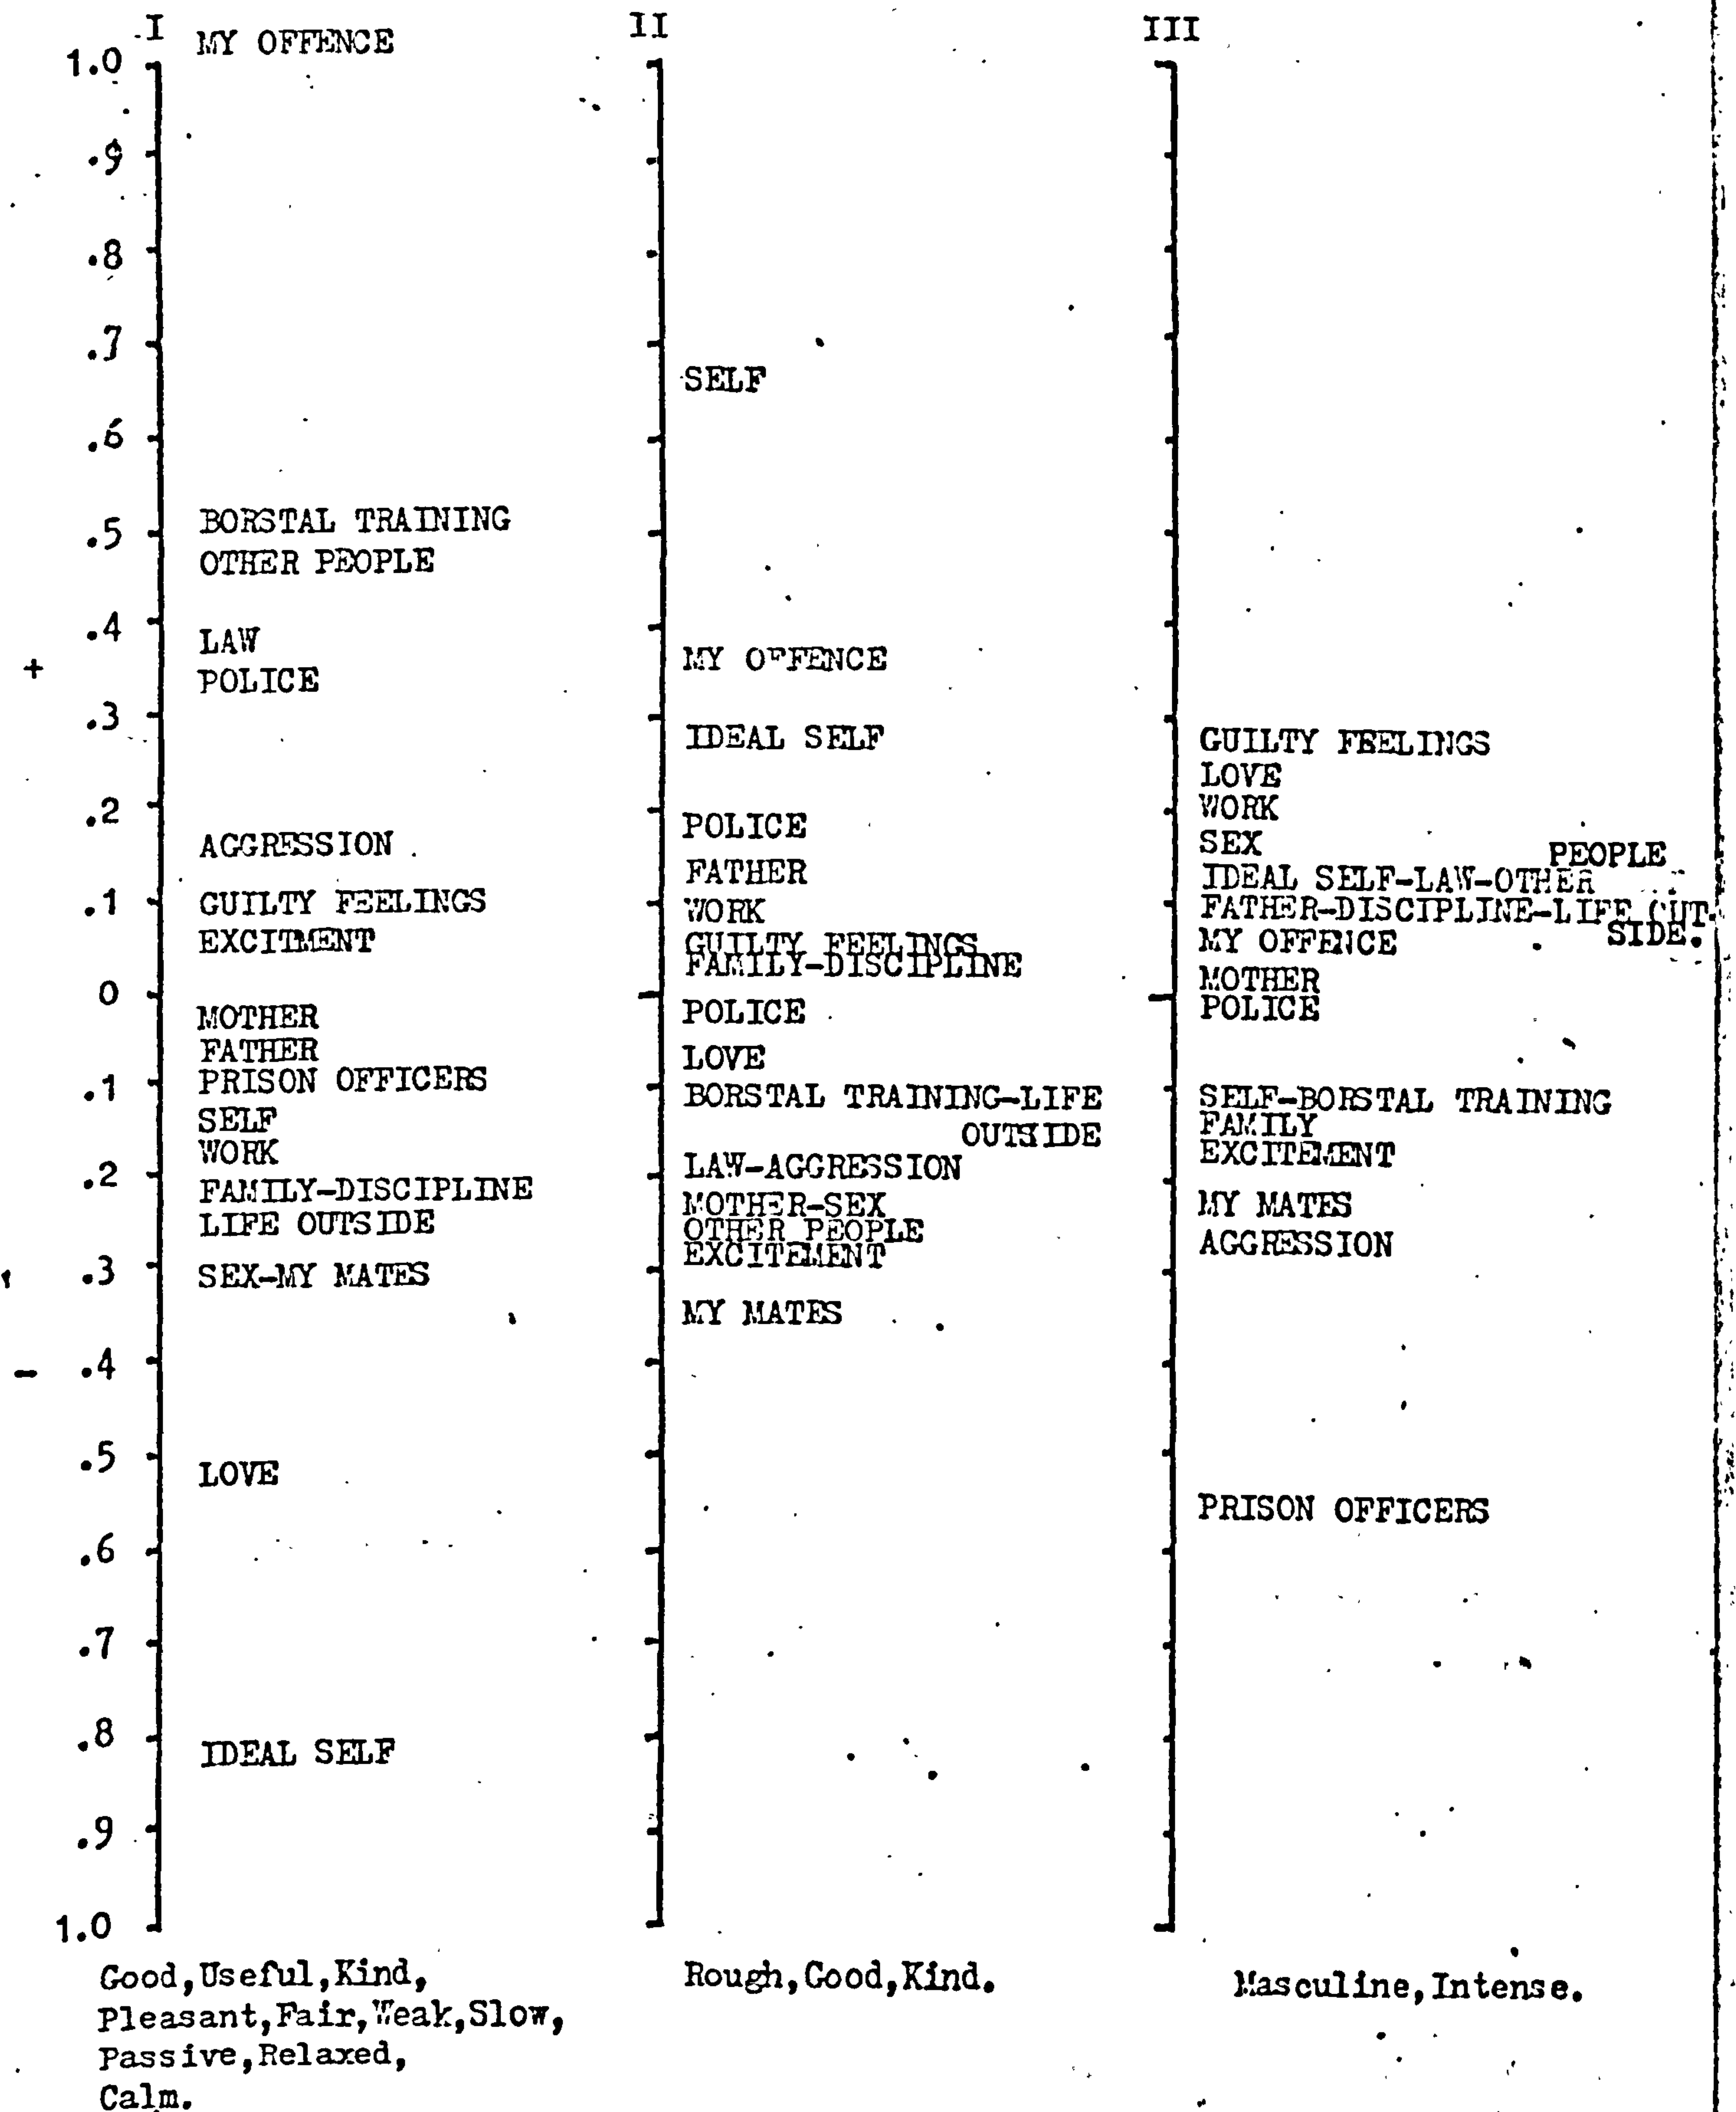 I
II
III
1.0
.9
.8
.7
.6
.5
.4
+
.3
.2
.1
0
.1
.2
.3
-
.4
.5
.6
.7
.8
.9
1.0
MY OFFENCE
BORSTAL TRAINING
OTHER PEOPLE
LAW
POLICE
AGGRESSION
GUILTY FEELINGS
EXCITMENT
MOTHER
FATHER
PRISON OFFICERS
SELF
WORK
FAMILY-DISCIPLINE
LIFE OUTSIDE
SEX-MY MATES
LOVE
IDEAL SELF
Good,Useful,Kind,
Pleasant,Fair,Weak,Slow,
Passive,Relaxed,
Calm.
SELF
MY OFFENCE
IDEAL SELF
POLICE
FATHER
WORK
GUILTY FEELINGS
FAMILY-DISCIPLINE
POLICE
LOVE
BORSTAL TRAINING-LIFE
OUTSIDE
LAW-AGGRESSION
MOTHER-SEX
OTHER PEOPLE
EXCITEMENT
MY MATES
Rough,Good,Kind.
GUILTY FEELINGS
LOVE
WORK
SEX
PEOPLE
IDEAL SELF-LAW-OTHER
FATHER-DISCIPLINE-LIFE OUT-
SIDE.
MY OFFENCE
MOTHER
POLICE
SELF-BORSTAL TRAINING
FAMILY
EXCITEMENT
MY MATES
AGGRESSION
PRISON OFFICERS
Masculine,Intense.